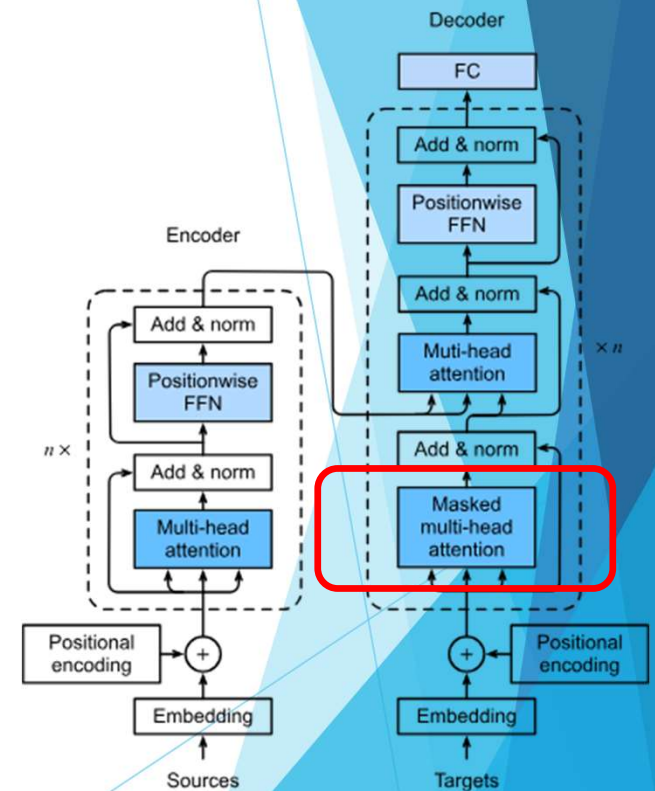 Decoder
FC
Add & norm
Positionwise
FFN
Add & norm
Muti-head
attention
× n
Add & norm
Masked
multi-head
attention
Positional
encoding
+
Embedding
Targets
Encoder
Add & norm
Positionwise
FFN
n ×
Add & norm
Multi-head
attention
Positional
encoding
+
Embedding
Sources